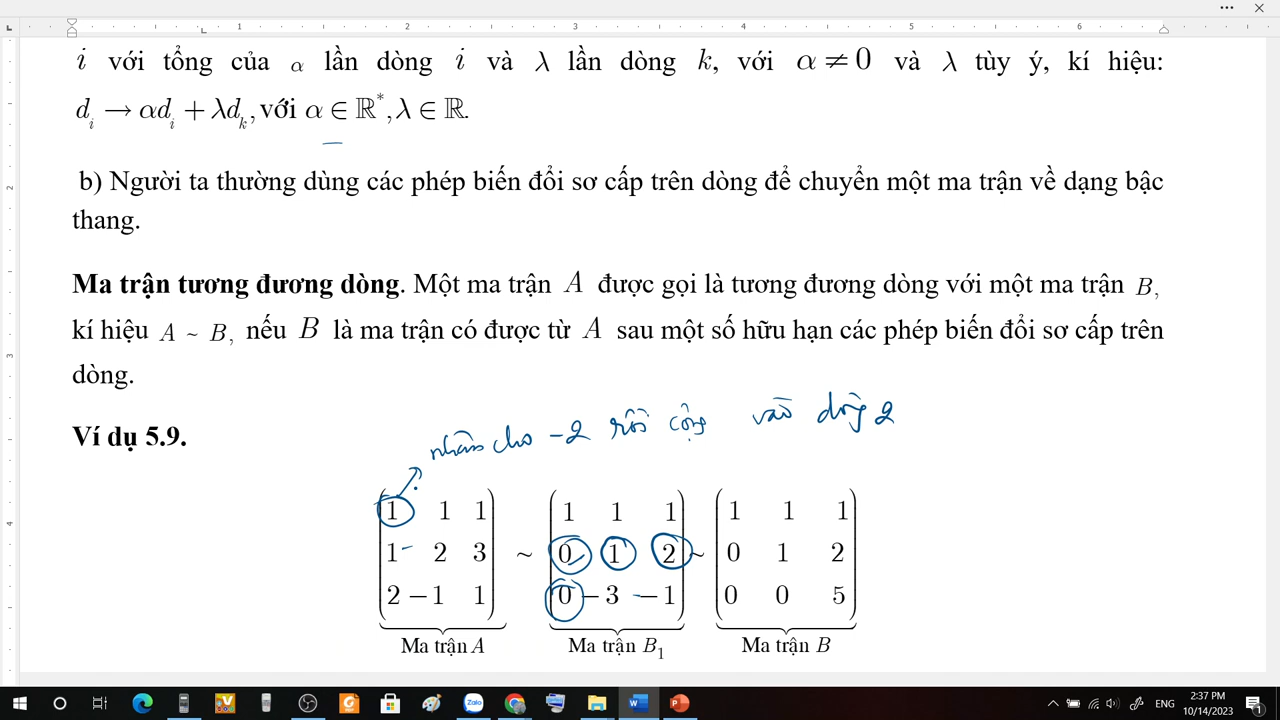 i với tổng của α lần dòng i và λ lần dòng k, với α ≠ 0 và λ tùy ý, kí hiệu:
d_i → αd_i + λd_k, với α ∈ ℝ*, λ ∈ ℝ.
b) Người ta thường dùng các phép biến đổi sơ cấp trên dòng để chuyển một ma trận về dạng bậc
thang.
Ma trận tương đương dòng. Một ma trận A được gọi là tương đương dòng với một ma trận B,
kí hiệu A ~ B, nếu B là ma trận có được từ A sau một số hữu hạn các phép biến đổi sơ cấp trên
dòng.
Ví dụ 5.9.
nhân cho -2 rồi cộng vào dòng 2
1 1 1 1 1 1 1 1 1
1 2 3 ~ 0 1 2 ~ 0 1 2
2 −1 1 0 −3 −1 0 0 5
Ma trận A Ma trận B₁ Ma trận B
ENG
2:37 PM
10/14/2023
Zalo